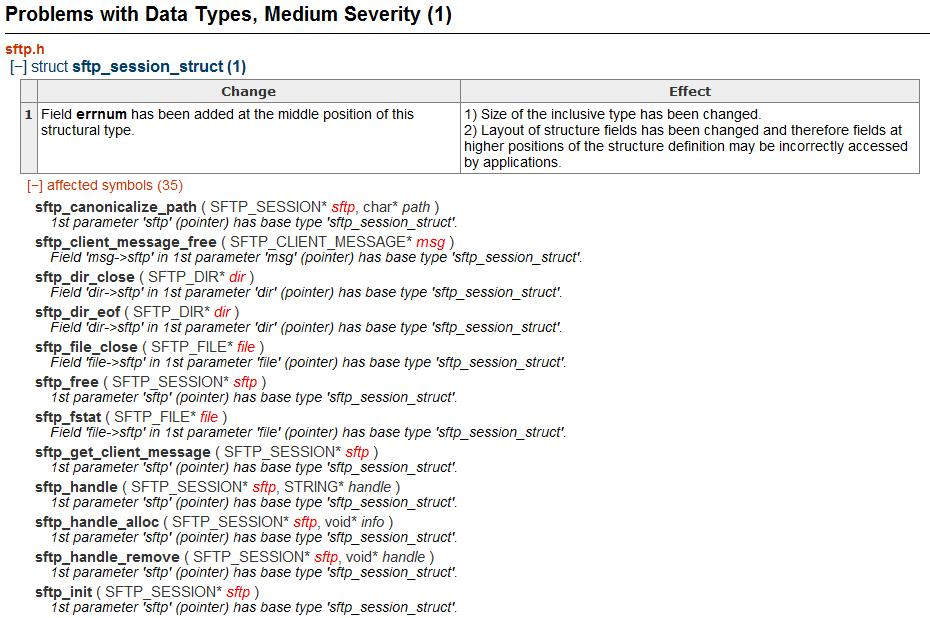 Problems with Data Types, Medium Severity (1)
sftp.h
[−] struct sftp_session_struct (1)
Change Effect
1 Field errnum has been added at the middle position of this structural type.
1) Size of the inclusive type has been changed.
2) Layout of structure fields has been changed and therefore fields at
higher positions of the structure definition may be incorrectly accessed
by applications.
[−] affected symbols (35)
sftp_canonicalize_path ( SFTP_SESSION* sftp, char* path )
1st parameter 'sftp' (pointer) has base type 'sftp_session_struct'.
sftp_client_message_free ( SFTP_CLIENT_MESSAGE* msg )
Field 'msg->sftp' in 1st parameter 'msg' (pointer) has base type 'sftp_session_struct'.
sftp_dir_close ( SFTP_DIR* dir )
Field 'dir->sftp' in 1st parameter 'dir' (pointer) has base type 'sftp_session_struct'.
sftp_dir_eof ( SFTP_DIR* dir )
Field 'dir->sftp' in 1st parameter 'dir' (pointer) has base type 'sftp_session_struct'.
sftp_file_close ( SFTP_FILE* file )
Field 'file->sftp' in 1st parameter 'file' (pointer) has base type 'sftp_session_struct'.
sftp_free ( SFTP_SESSION* sftp )
1st parameter 'sftp' (pointer) has base type 'sftp_session_struct'.
sftp_fstat ( SFTP_FILE* file )
Field 'file->sftp' in 1st parameter 'file' (pointer) has base type 'sftp_session_struct'.
sftp_get_client_message ( SFTP_SESSION* sftp )
1st parameter 'sftp' (pointer) has base type 'sftp_session_struct'.
sftp_handle ( SFTP_SESSION* sftp, STRING* handle )
1st parameter 'sftp' (pointer) has base type 'sftp_session_struct'.
sftp_handle_alloc ( SFTP_SESSION* sftp, void* info )
1st parameter 'sftp' (pointer) has base type 'sftp_session_struct'.
sftp_handle_remove ( SFTP_SESSION* sftp, void* handle )
1st parameter 'sftp' (pointer) has base type 'sftp_session_struct'.
sftp_init ( SFTP_SESSION* sftp )
1st parameter 'sftp' (pointer) has base type 'sftp_session_struct'.